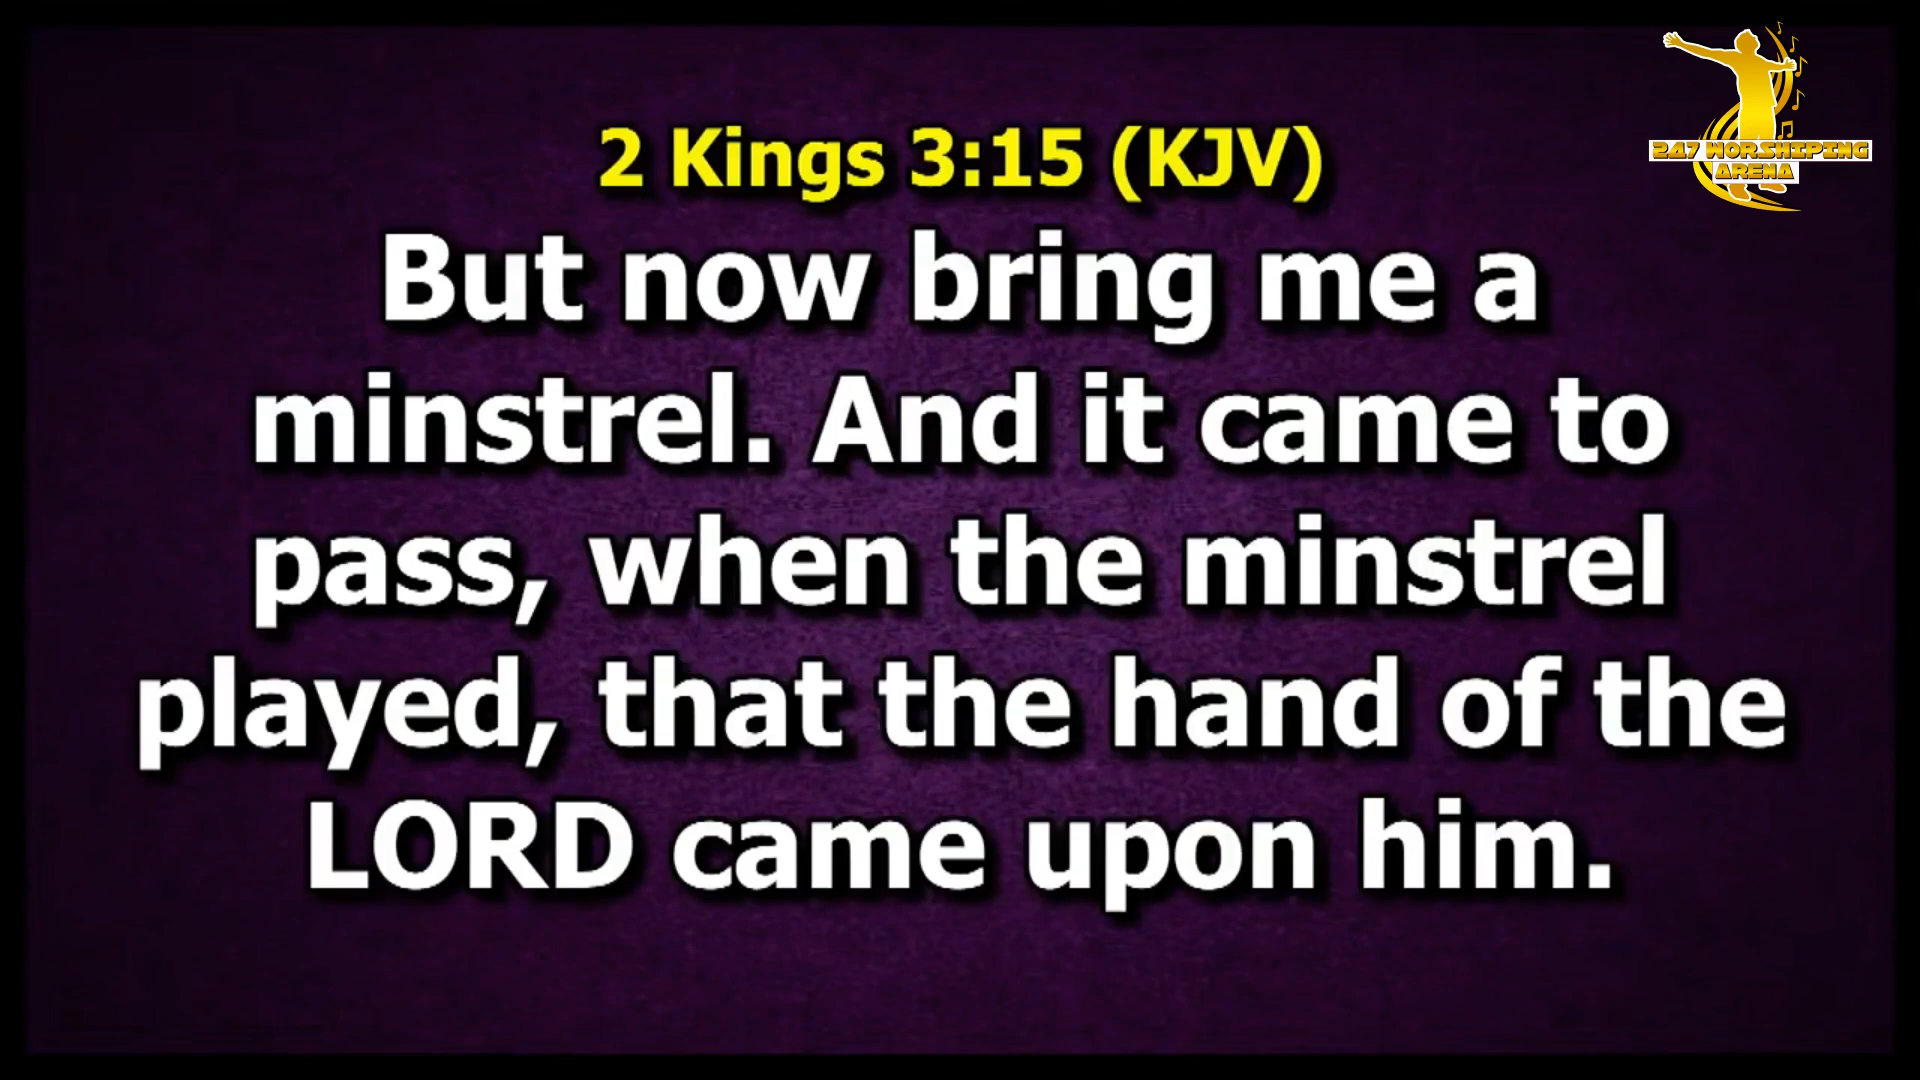 2 Kings 3:15 (KJV)
But now bring me a
minstrel. And it came to
pass, when the minstrel
played, that the hand of the
LORD came upon him.
247 WORSHIPING
ARENA